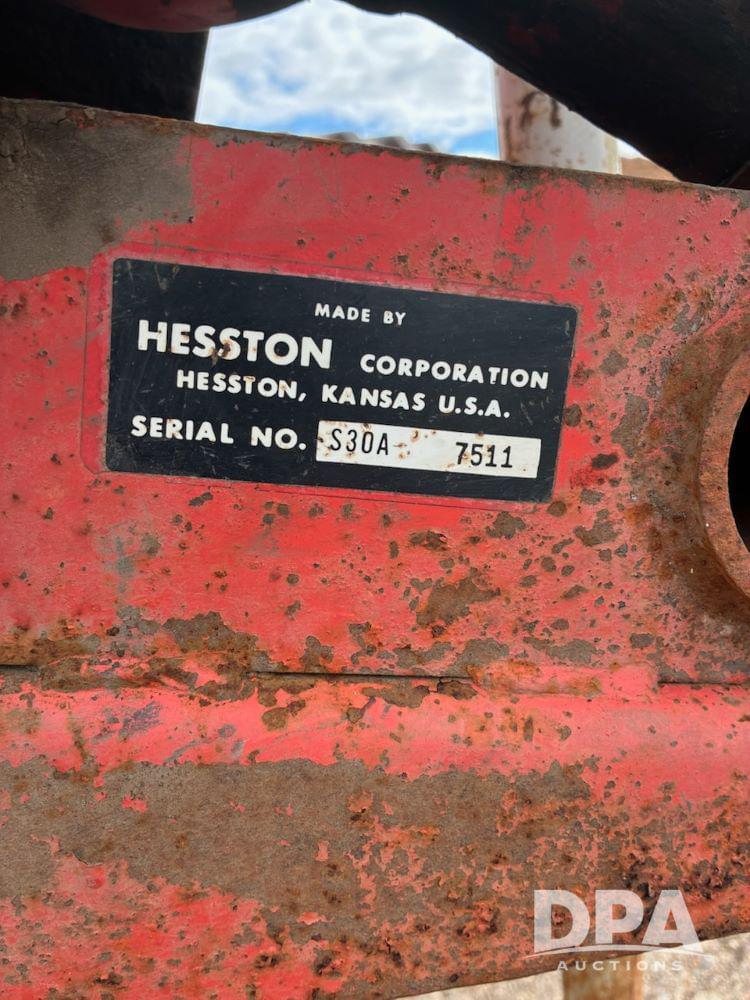 MADE BY
HESSTON CORPORATION
HESSTON, KANSAS U.S.A.
SERIAL NO. S30A 7511
DPA
AUCTIONS